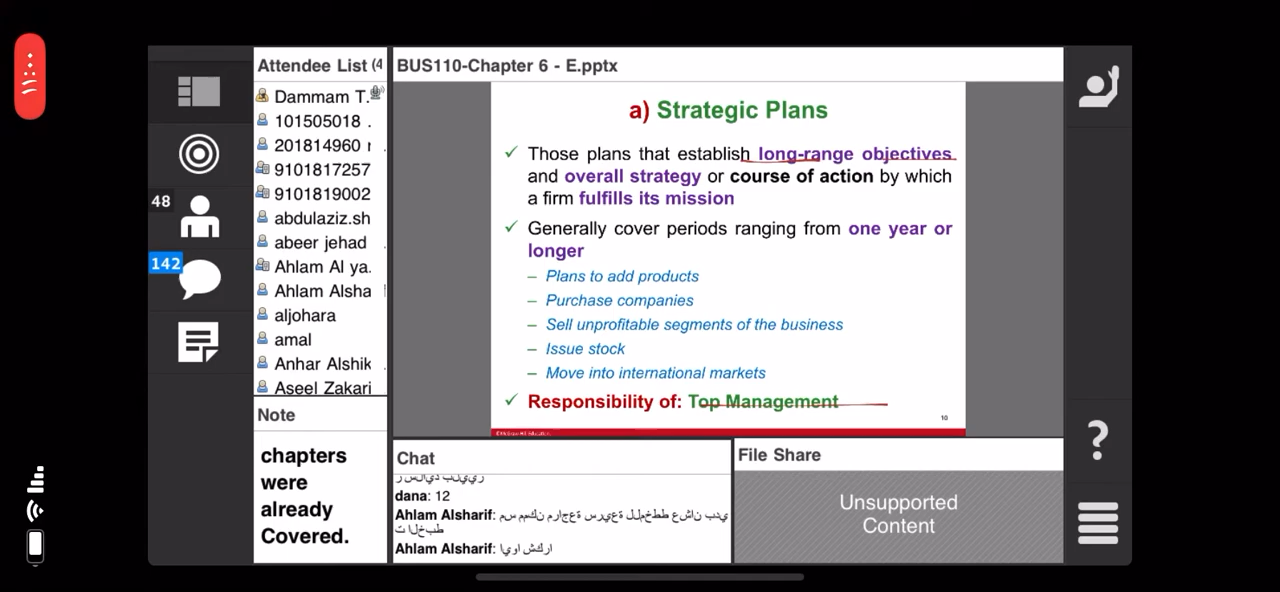 Attendee List (4
BUS110-Chapter 6 - E.pptx
Dammam T.
101505018 .
201814960 r
9101817257
9101819002
abdulaziz.sh
abeer jehad
Ahlam Al ya.
Ahlam Alsha
aljohara
amal
Anhar Alshik
Aseel Zakari
48
142
Note
chapters
were
already
Covered.
a) Strategic Plans
✓ Those plans that establish long-range objectives
and overall strategy or course of action by which
a firm fulfills its mission
✓ Generally cover periods ranging from one year or
longer
– Plans to add products
– Purchase companies
– Sell unprofitable segments of the business
– Issue stock
– Move into international markets
✓ Responsibility of: Top Management
10
Chat
dana: 12
Ahlam Alsharif: مس ممكن مراجعة سريعة للمخطط عشان بدي
ت الخبط
Ahlam Alsharif: ايوا شكرا
File Share
Unsupported
Content
?